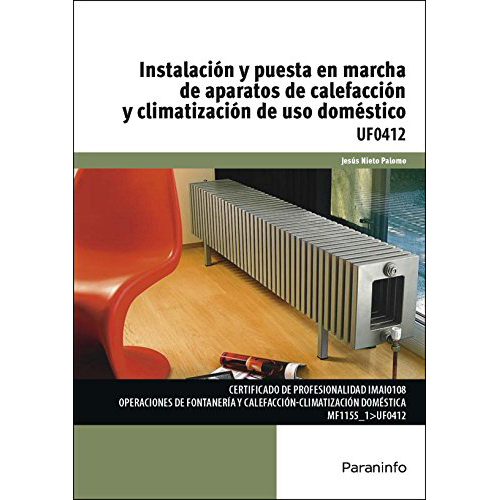 Instalación y puesta en marcha
de aparatos de calefacción
y climatización de uso doméstico
UF0412
Jesús Nieto Palomo
CERTIFICADO DE PROFESIONALIDAD IMAI0108
OPERACIONES DE FONTANERÍA Y CALEFACCIÓN-CLIMATIZACIÓN DOMÉSTICA
MF1155_1>UF0412
Paraninfo